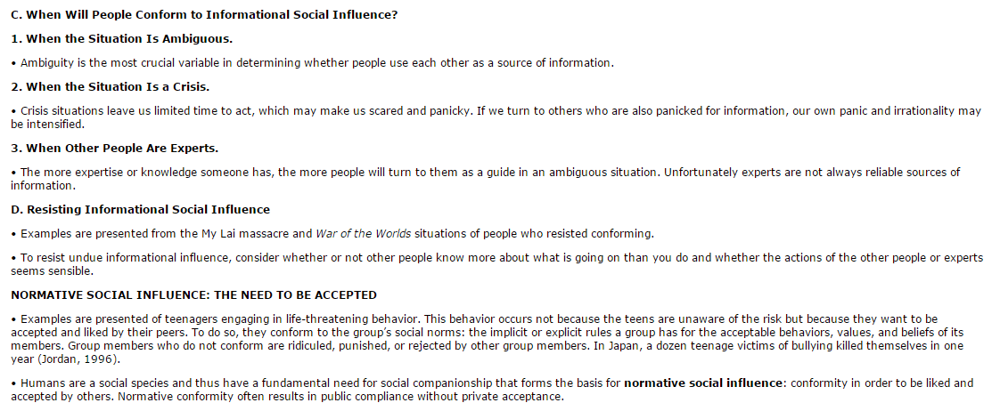 C. When Will People Conform to Informational Social Influence?
1. When the Situation Is Ambiguous.
• Ambiguity is the most crucial variable in determining whether people use each other as a source of information.
2. When the Situation Is a Crisis.
• Crisis situations leave us limited time to act, which may make us scared and panicky. If we turn to others who are also panicked for information, our own panic and irrationality may
be intensified.
3. When Other People Are Experts.
• The more expertise or knowledge someone has, the more people will turn to them as a guide in an ambiguous situation. Unfortunately experts are not always reliable sources of
information.
D. Resisting Informational Social Influence
• Examples are presented from the My Lai massacre and War of the Worlds situations of people who resisted conforming.
• To resist undue informational influence, consider whether or not other people know more about what is going on than you do and whether the actions of the other people or experts
seems sensible.
NORMATIVE SOCIAL INFLUENCE: THE NEED TO BE ACCEPTED
• Examples are presented of teenagers engaging in life-threatening behavior. This behavior occurs not because the teens are unaware of the risk but because they want to be
accepted and liked by their peers. To do so, they conform to the group's social norms: the implicit or explicit rules a group has for the acceptable behaviors, values, and beliefs of its
members. Group members who do not conform are ridiculed, punished, or rejected by other group members. In Japan, a dozen teenage victims of bullying killed themselves in one
year (Jordan, 1996).
• Humans are a social species and thus have a fundamental need for social companionship that forms the basis for normative social influence: conformity in order to be liked and
accepted by others. Normative conformity often results in public compliance without private acceptance.